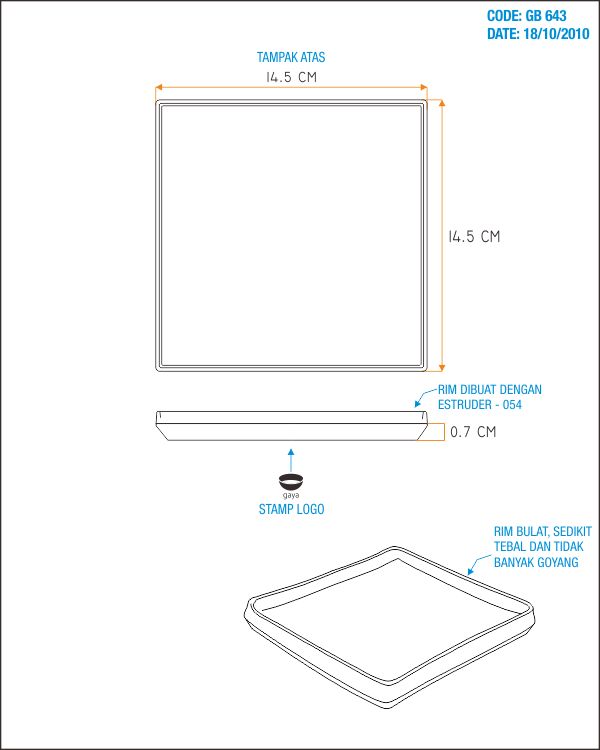 CODE: GB 643
DATE: 18/10/2010
TAMPAK ATAS
14.5 CM
14.5 CM
RIM DIBUAT DENGAN
ESTRUDER - 054
0.7 CM
gaya
STAMP LOGO
RIM BULAT, SEDIKIT
TEBAL DAN TIDAK
BANYAK GOYANG